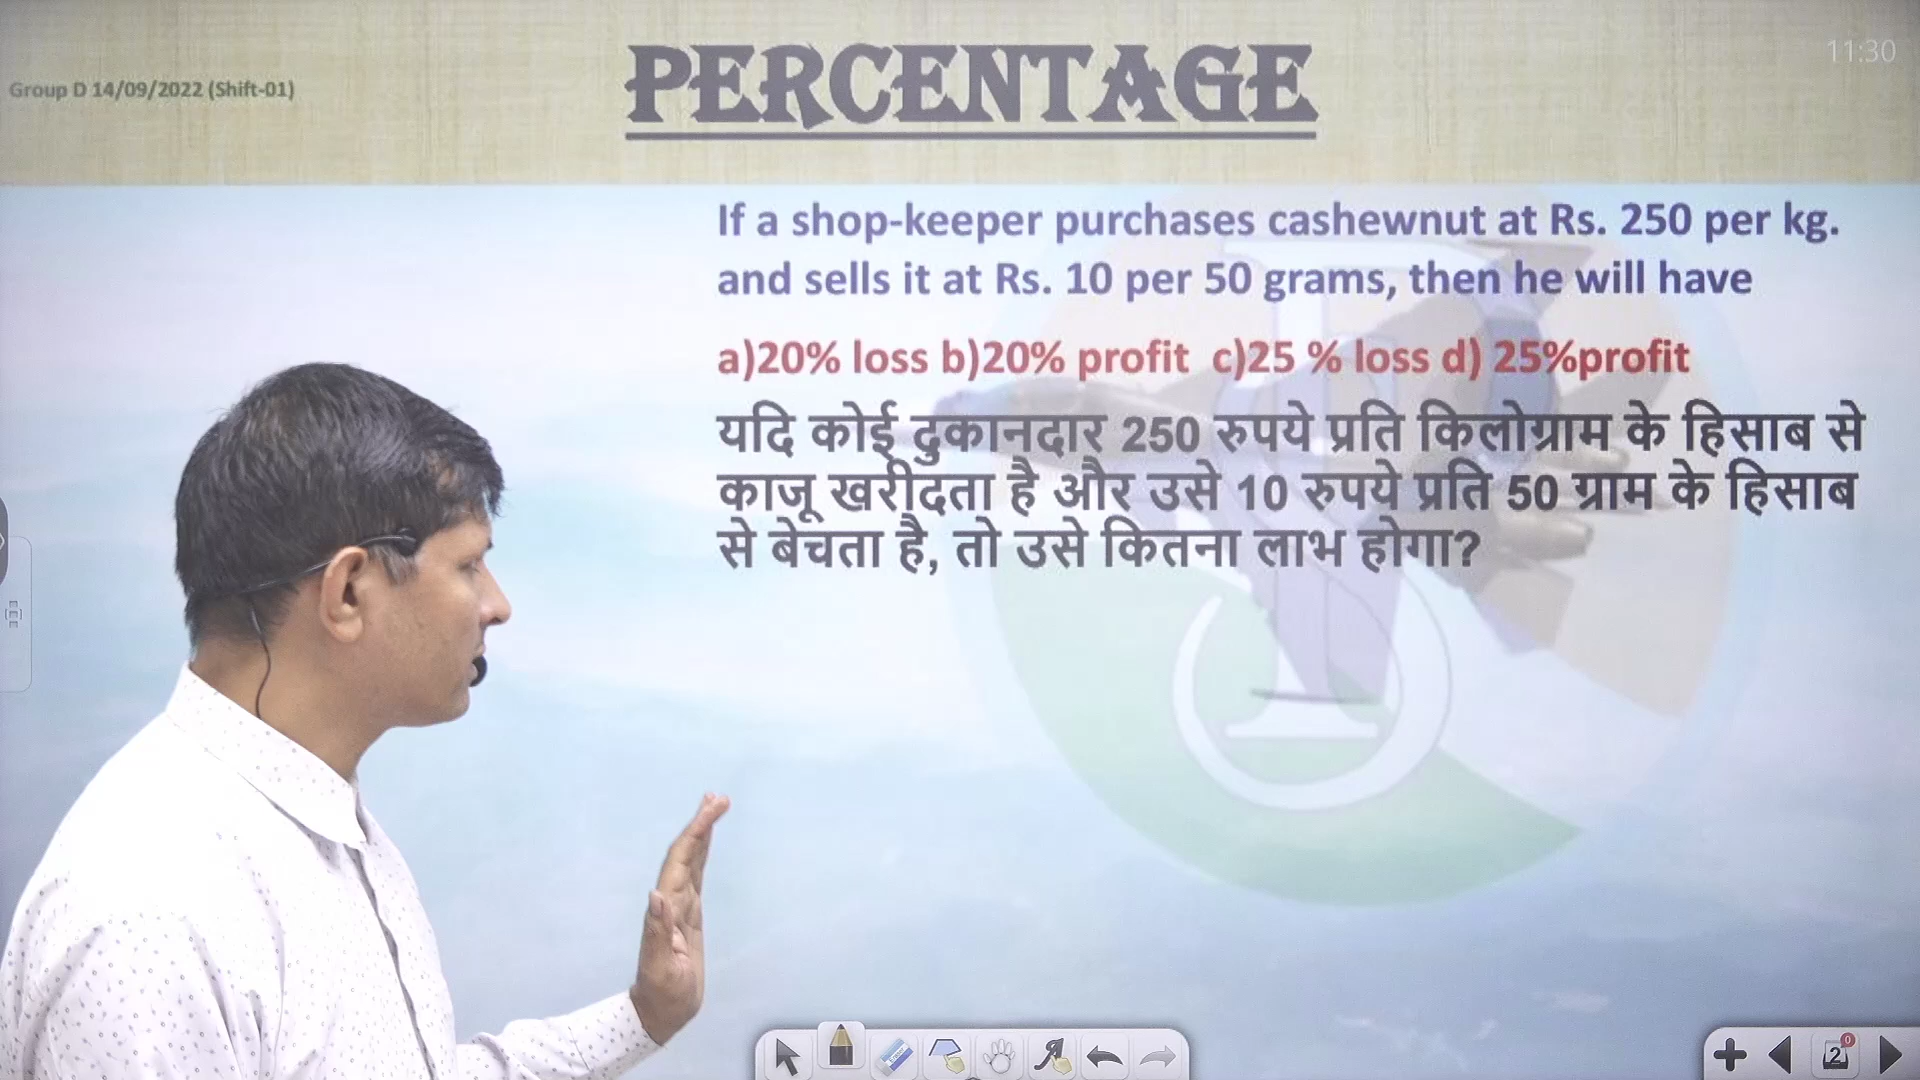 PERCENTAGE
11:30
Group D 14/09/2022 (Shift-01)
If a shop-keeper purchases cashewnut at Rs. 250 per kg.
and sells it at Rs. 10 per 50 grams, then he will have
a)20% loss b)20% profit c)25 % loss d) 25%profit
यदि कोई दुकानदार 250 रुपये प्रति किलोग्राम के हिसाब से
काजू खरीदता है और उसे 10 रुपये प्रति 50 ग्राम के हिसाब
से बेचता है, तो उसे कितना लाभ होगा?
2
0